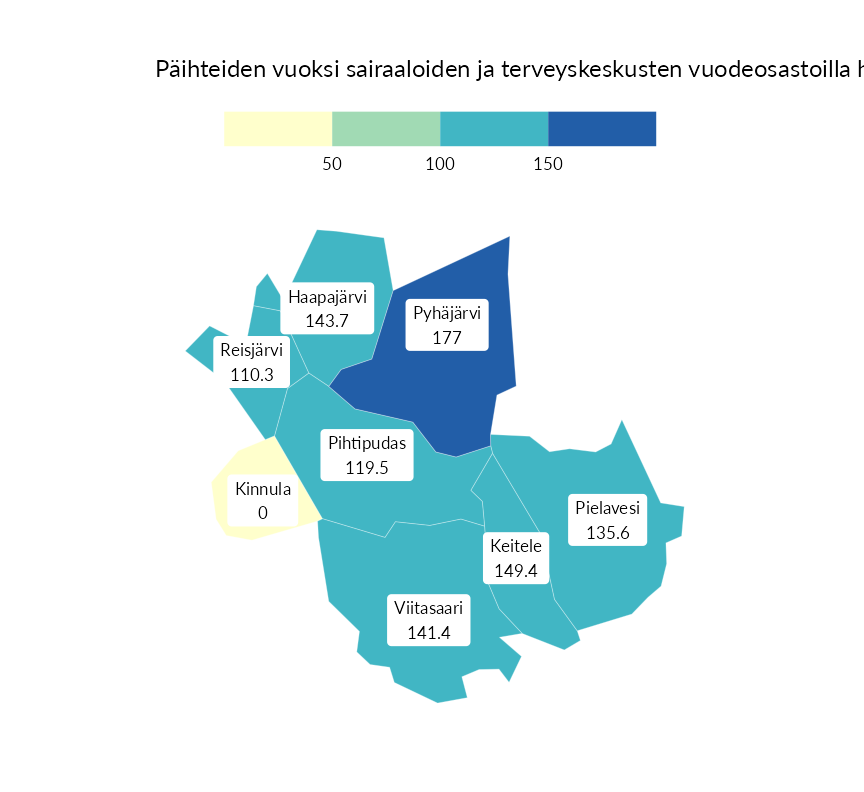 Päihteiden vuoksi sairaaloiden ja terveyskeskusten vuodeosastoilla
50
100
150
Haapajärvi
143.7
Pyhäjärvi
177
Reisjärvi
110.3
Pihtipudas
119.5
Kinnula
0
Pielavesi
135.6
Keitele
149.4
Viitasaari
141.4